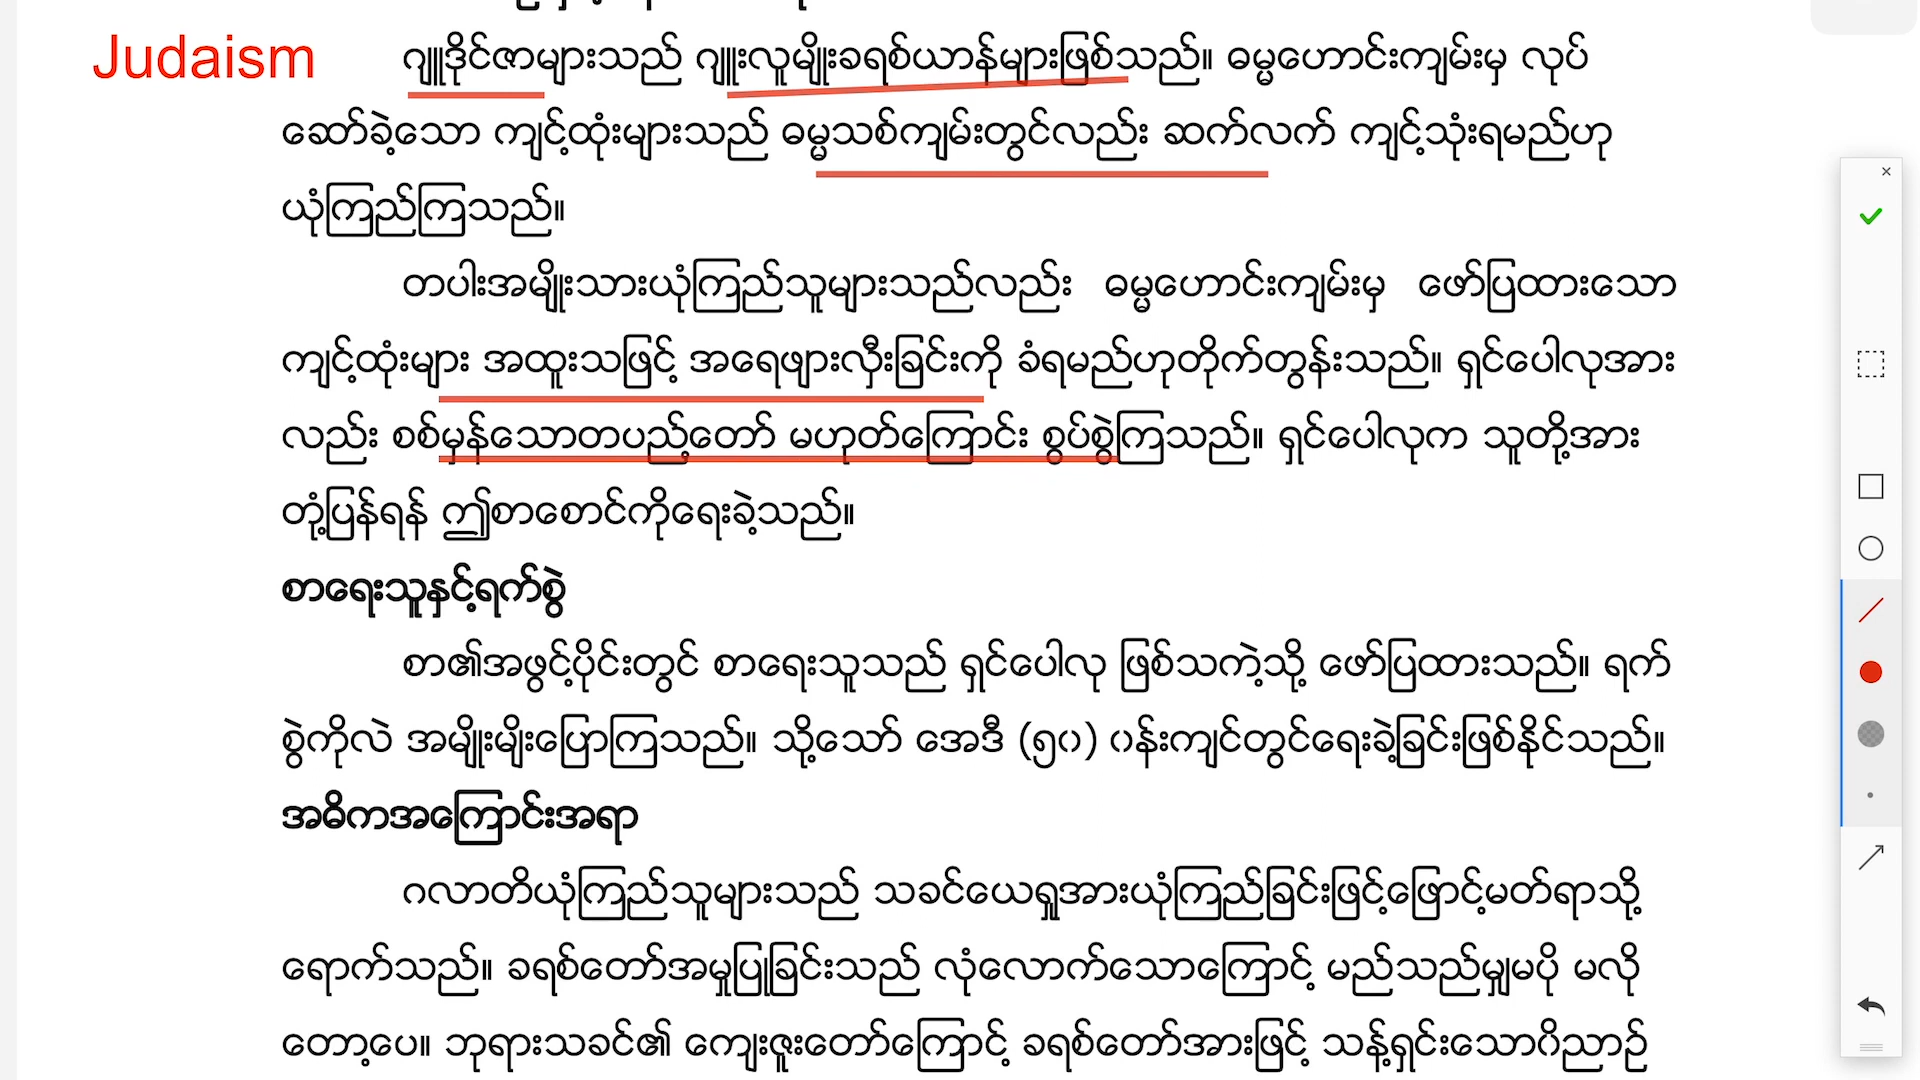 Judaism
ဂျူဒိုင်ဇာများသည် ဂျူးလူမျိုးခရစ်ယာန်များဖြစ်သည်။ ဓမ္မဟောင်းကျမ်းမှ လုပ်
ဆော်ခဲ့သော ကျင့်ထုံးများသည် ဓမ္မသစ်ကျမ်းတွင်လည်း ဆက်လက် ကျင့်သုံးရမည်ဟု
ယုံကြည်ကြသည်။
တပါးအမျိုးသားယုံကြည်သူများသည်လည်း ဓမ္မဟောင်းကျမ်းမှ ဖော်ပြထားသော
ကျင့်ထုံးများ အထူးသဖြင့် အရေဖျားလှီးခြင်းကို ခံရမည်ဟုတိုက်တွန်းသည်။ ရှင်ပေါလုအား
လည်း စစ်မှန်သောတပည့်တော် မဟုတ်ကြောင်း စွပ်စွဲကြသည်။ ရှင်ပေါလုက သူတို့အား
တုံ့ပြန်ရန် ဤစာစောင်ကိုရေးခဲ့သည်။
စာရေးသူနှင့်ရက်စွဲ
စာ၏အဖွင့်ပိုင်းတွင် စာရေးသူသည် ရှင်ပေါလု ဖြစ်သကဲ့သို့ ဖော်ပြထားသည်။ ရက်
စွဲကိုလဲ အမျိုးမျိုးပြောကြသည်။ သို့သော် အေဒီ (၅၀) ဝန်းကျင်တွင်ရေးခဲ့ခြင်းဖြစ်နိုင်သည်။
အဓိကအကြောင်းအရာ
ဂလာတိယုံကြည်သူများသည် သခင်ယေရှုအားယုံကြည်ခြင်းဖြင့်ဖြောင့်မတ်ရာသို့
ရောက်သည်။ ခရစ်တော်အမှုပြုခြင်းသည် လုံလောက်သောကြောင့် မည်သည်မျှမပို မလို
တော့ပေ။ ဘုရားသခင်၏ ကျေးဇူးတော်ကြောင့် ခရစ်တော်အားဖြင့် သန့်ရှင်းသောဝိညာဉ်